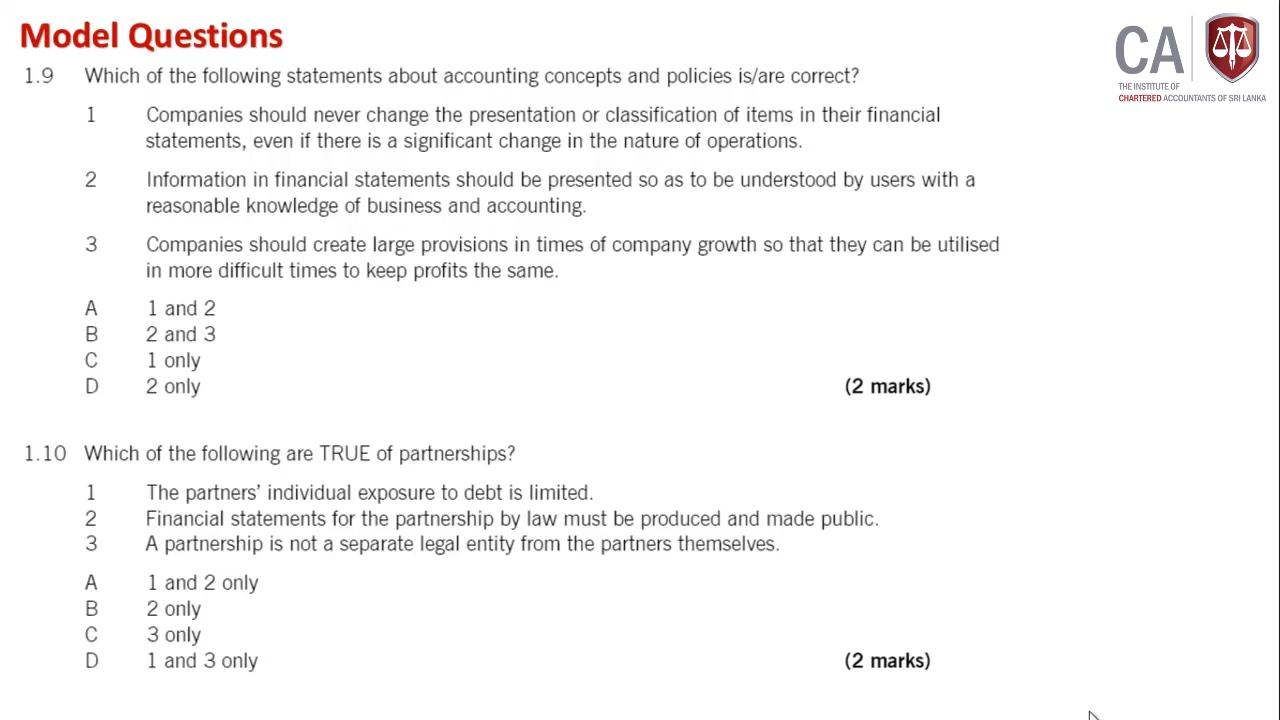 Model Questions
CA
THE INSTITUTE OF
CHARTERED ACCOUNTANTS OF SRI LANKA
1.9 Which of the following statements about accounting concepts and policies is/are correct?
1 Companies should never change the presentation or classification of items in their financial
statements, even if there is a significant change in the nature of operations.
2 Information in financial statements should be presented so as to be understood by users with a
reasonable knowledge of business and accounting.
3 Companies should create large provisions in times of company growth so that they can be utilised
in more difficult times to keep profits the same.
A 1 and 2
B 2 and 3
C 1 only
D 2 only (2 marks)
1.10 Which of the following are TRUE of partnerships?
1 The partners' individual exposure to debt is limited.
2 Financial statements for the partnership by law must be produced and made public.
3 A partnership is not a separate legal entity from the partners themselves.
A 1 and 2 only
B 2 only
C 3 only
D 1 and 3 only (2 marks)